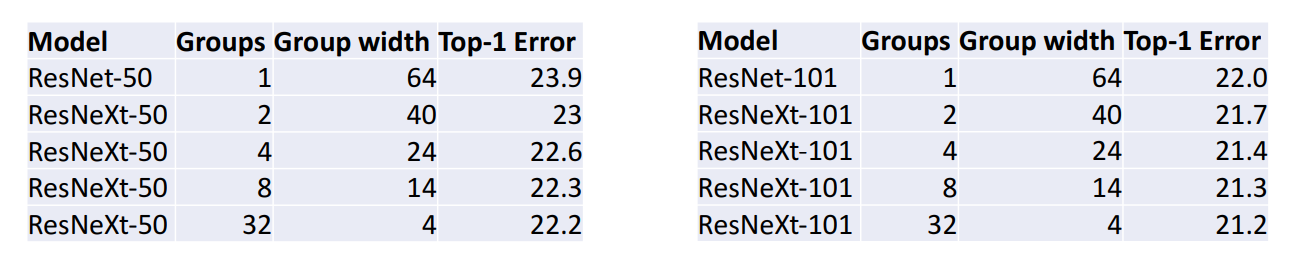 Model Groups Group width Top-1 Error
ResNet-50 1 64 23.9
ResNeXt-50 2 40 23
ResNeXt-50 4 24 22.6
ResNeXt-50 8 14 22.3
ResNeXt-50 32 4 22.2
Model Groups Group width Top-1 Error
ResNet-101 1 64 22.0
ResNeXt-101 2 40 21.7
ResNeXt-101 4 24 21.4
ResNeXt-101 8 14 21.3
ResNeXt-101 32 4 21.2